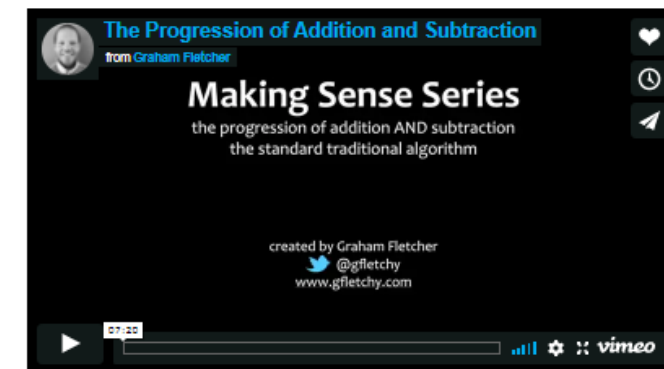 The Progression of Addition and Subtraction
from Graham Fletcher
Making Sense Series
the progression of addition AND subtraction
the standard traditional algorithm
created by Graham Fletcher
@gfletchy
www.gfletchy.com
07:20
vimeo